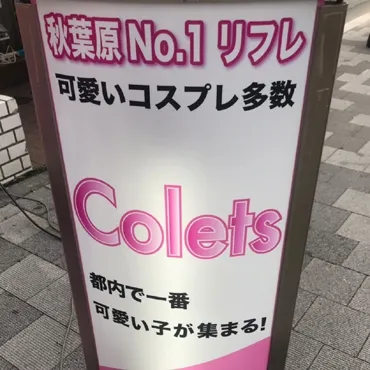 秋葉原No.1リフレ
可愛いコスプレ多数
Colets
都内で一番
可愛い子が集まる!